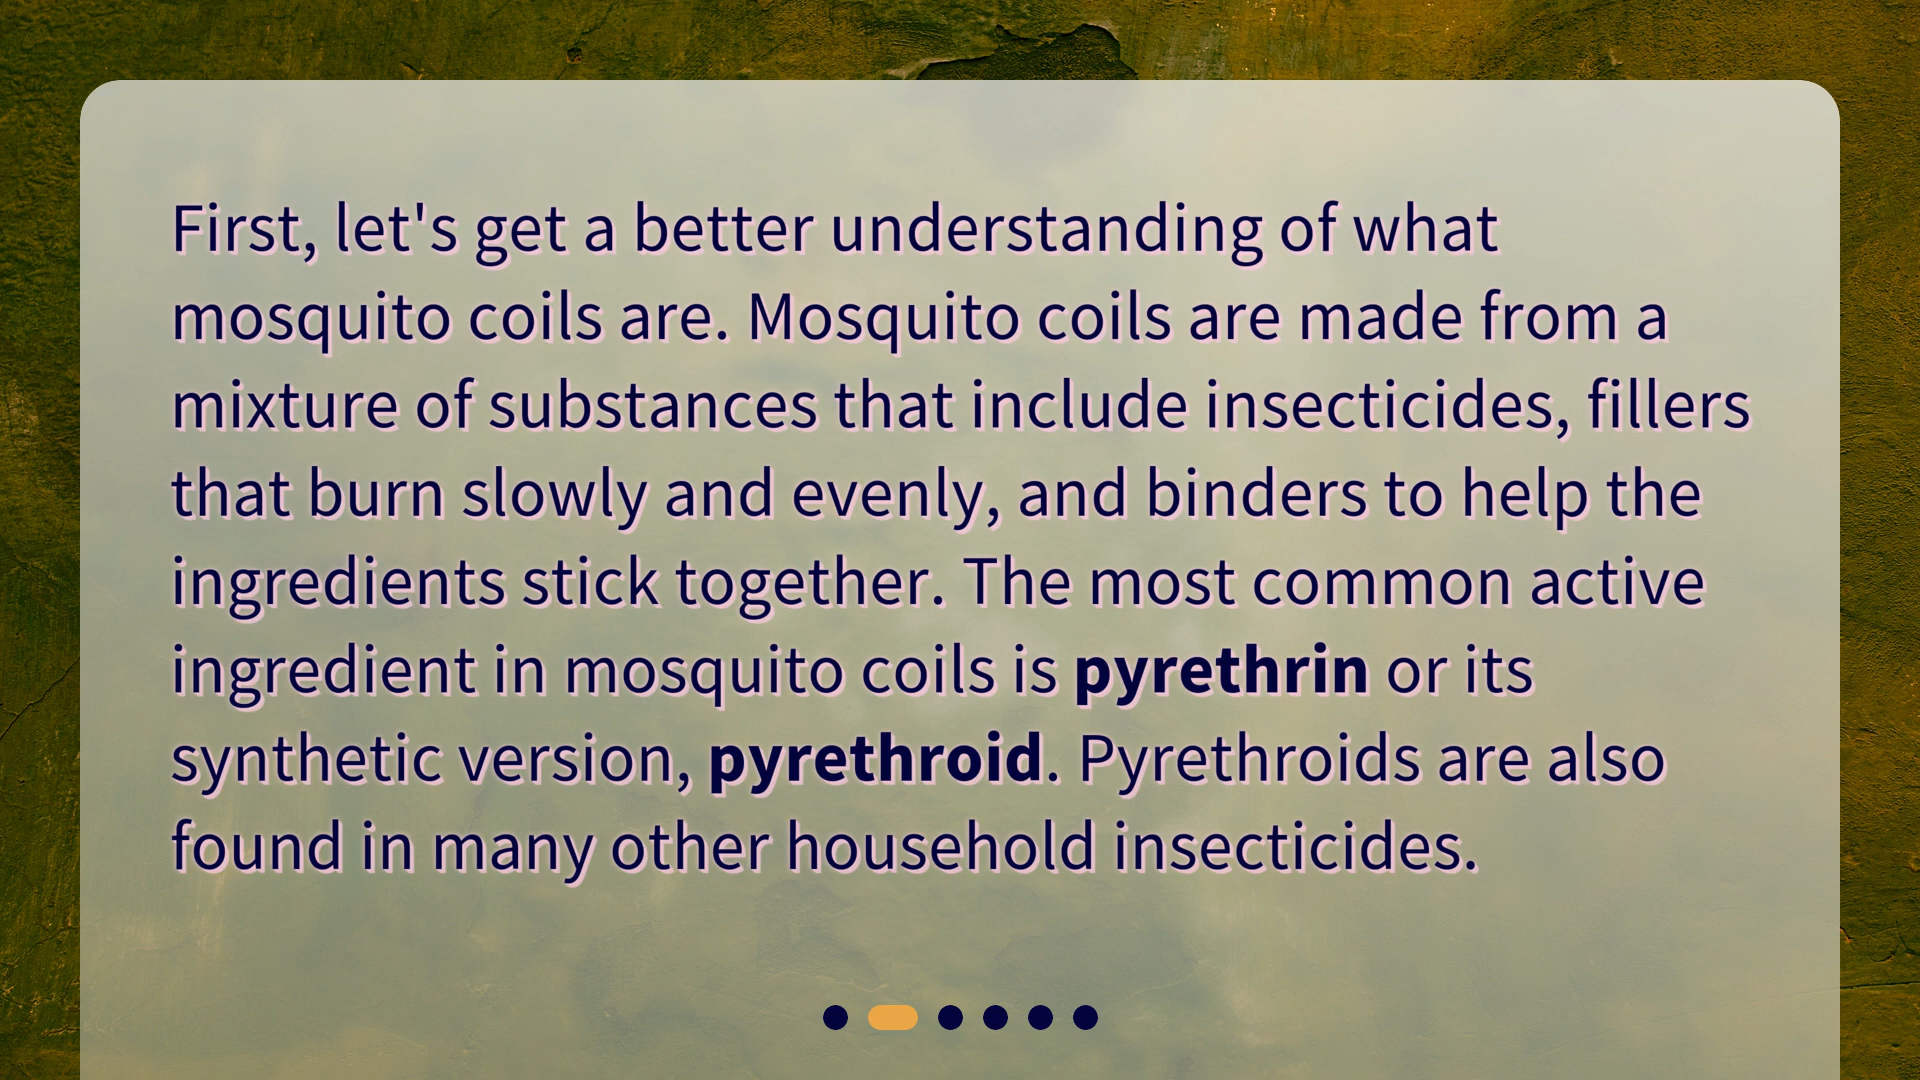 First, let's get a better understanding of what
mosquito coils are. Mosquito coils are made from a
mixture of substances that include insecticides, fillers
that burn slowly and evenly, and binders to help the
ingredients stick together. The most common active
ingredient in mosquito coils is pyrethrin or its
synthetic version, pyrethroid. Pyrethroids are also
found in many other household insecticides.